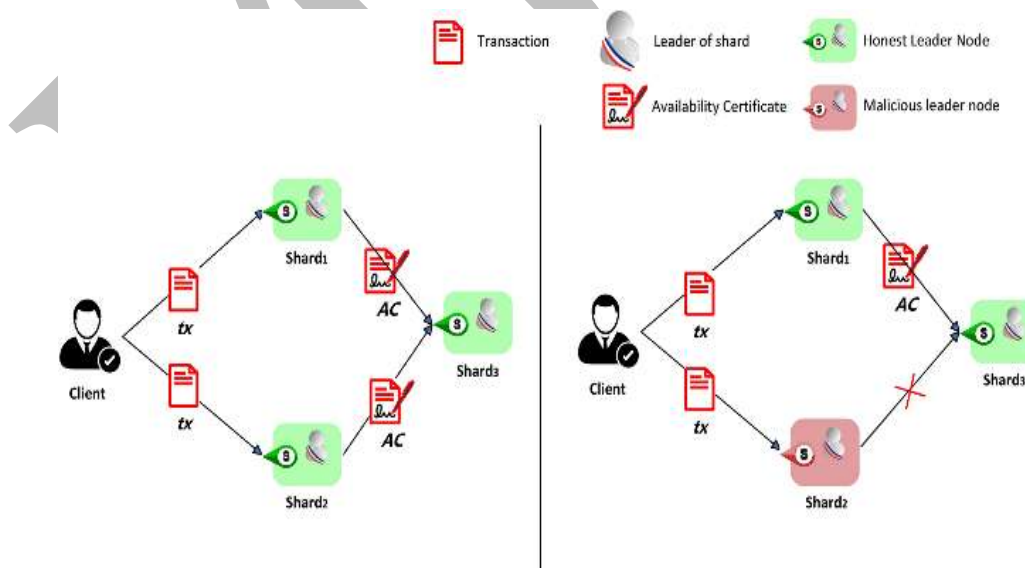 Transaction
Leader of shard
Honest Leader Node
Availability Certificate
Malicious leader node
S
S
S
Shard1
tx
AC
Client
S
Shard3
tx
AC
S
Shard2
S
Shard1
tx
AC
Client
S
Shard3
tx
S
Shard2